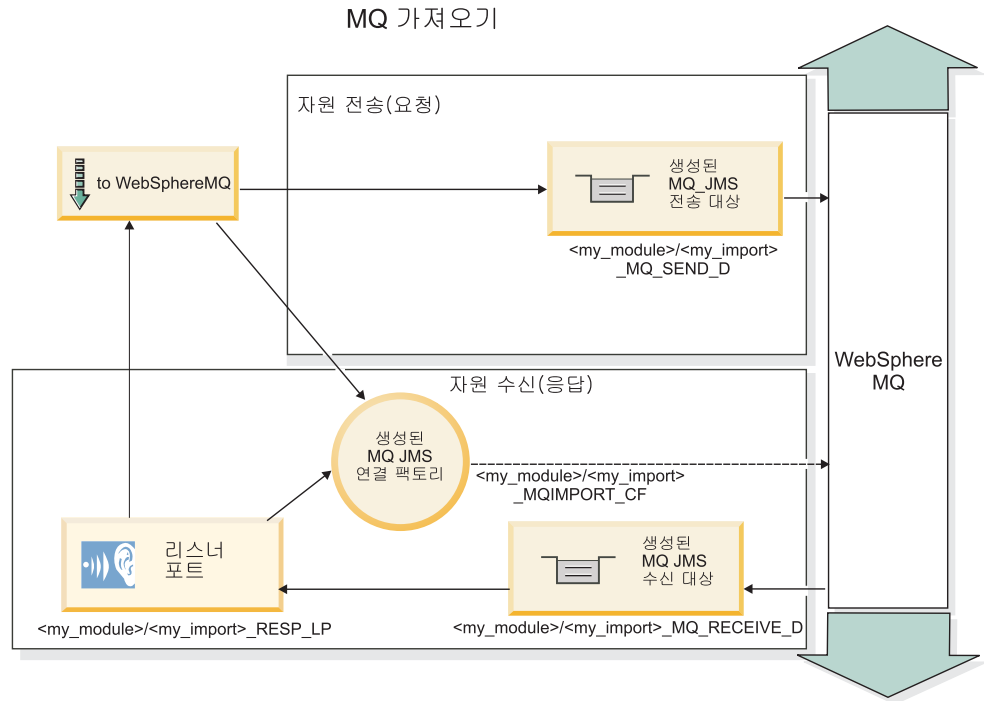 MQ 가져오기
자원 전송(요청)
to WebSphereMQ
생성된
MQ_JMS
전송 대상
<my_module>/<my_import>
_MQ_SEND_D
WebSphere
MQ
자원 수신(응답)
생성된
MQ JMS
연결 팩토리
<my_module>/<my_import>
_MQIMPORT_CF
리스너
포트
<my_module>/<my_import>_RESP_LP
생성된
MQ JMS
수신 대상
<my_module>/<my_import>_MQ_RECEIVE_D